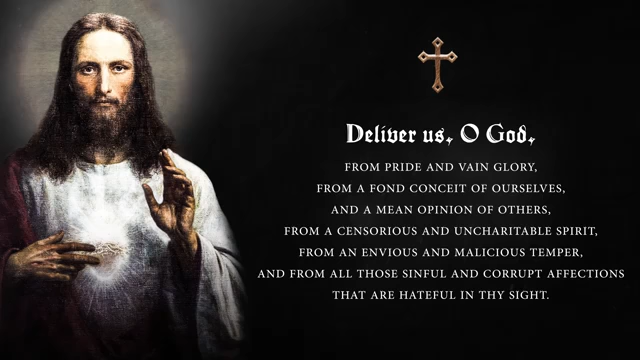 Deliver us, O God,
FROM PRIDE AND VAIN GLORY,
FROM A FOND CONCEIT OF OURSELVES,
AND A MEAN OPINION OF OTHERS,
FROM A CENSORIOUS AND UNCHARITABLE SPIRIT,
FROM AN ENVIOUS AND MALICIOUS TEMPER,
AND FROM ALL THOSE SINFUL AND CORRUPT AFFECTIONS
THAT ARE HATEFUL IN THY SIGHT.